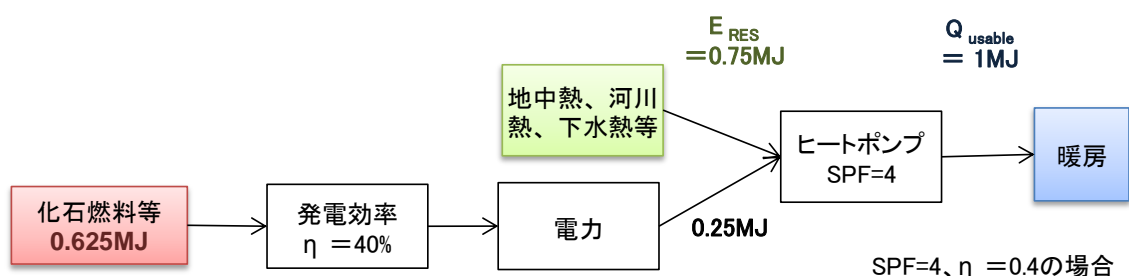 E RES
=0.75MJ
Q usable
= 1MJ
地中熱、河川
熱、下水熱等
ヒートポンプ
SPF=4
暖房
化石燃料等
0.625MJ
発電効率
η =40%
電力
0.25MJ
SPF=4、η =0.4の場合